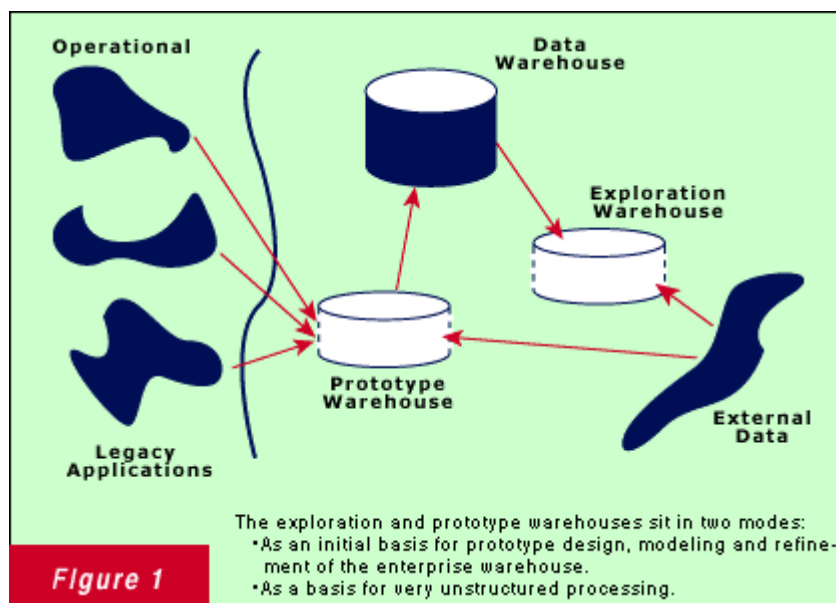 Operational
Data
Warehouse
Exploration
Warehouse
Prototype
Warehouse
External
Data
Legacy
Applications
The exploration and prototype warehouses sit in two modes:
•As an initial basis for prototype design, modeling and refine-
ment of the enterprise warehouse.
•As a basis for very unstructured processing.
Figure 1